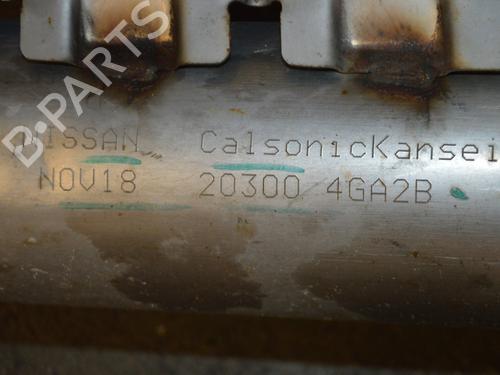 B-PARTS
NISSAN CalsonicKansei
NOV18 20300 4GA2B